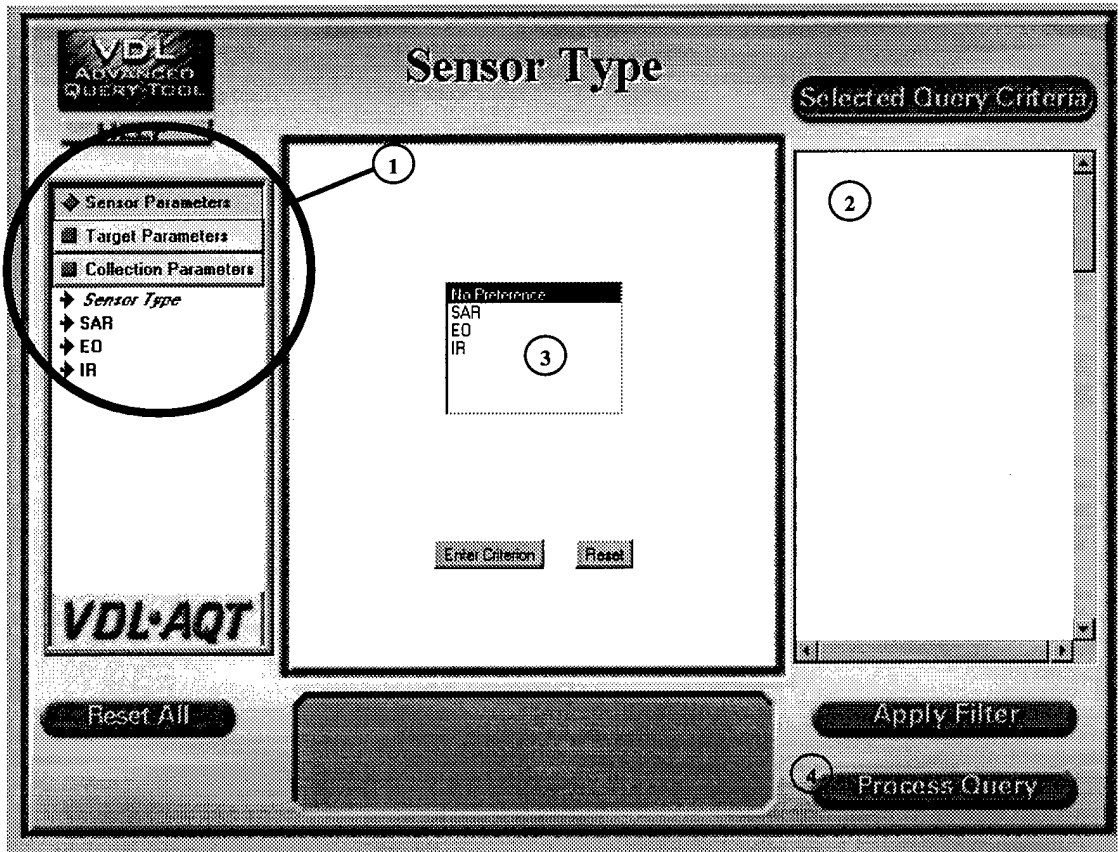 VDL
ADVANCED
QUERY TOOL
Sensor Type
Selected Query Criteria
1
2
Sensor Parameters
Target Parameters
Collection Parameters
Sensor Type
SAR
EO
IR
No Preference
SAR
EO
IR
3
Enter Criterion
Reset
VDL•AQT
Reset All
Apply Filter
4
Process Query